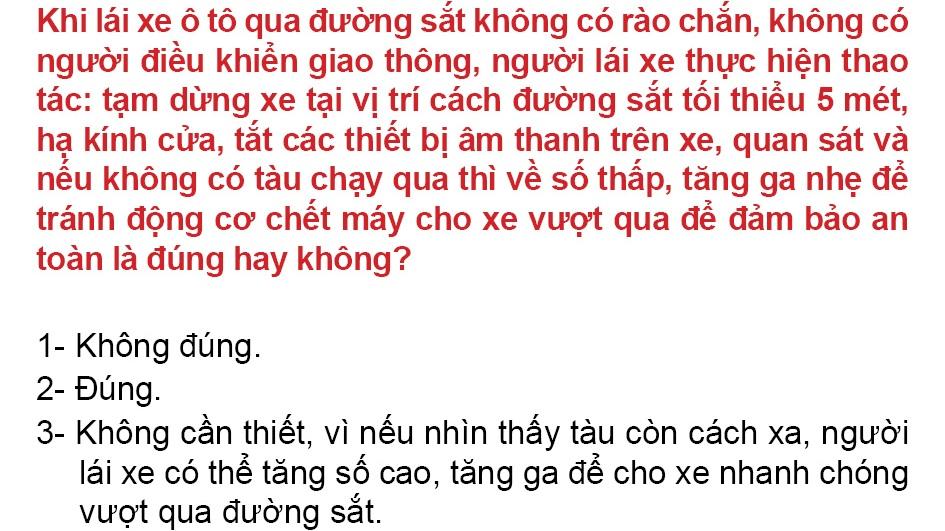 Khi lái xe ô tô qua đường sắt không có rào chắn, không có
người điều khiển giao thông, người lái xe thực hiện thao
tác: tạm dừng xe tại vị trí cách đường sắt tối thiểu 5 mét,
hạ kính cửa, tắt các thiết bị âm thanh trên xe, quan sát và
nếu không có tàu chạy qua thì về số thấp, tăng ga nhẹ để
tránh động cơ chết máy cho xe vượt qua để đảm bảo an
toàn là đúng hay không?
1- Không đúng.
2- Đúng.
3- Không cần thiết, vì nếu nhìn thấy tàu còn cách xa, người
lái xe có thể tăng số cao, tăng ga để cho xe nhanh chóng
vượt qua đường sắt.